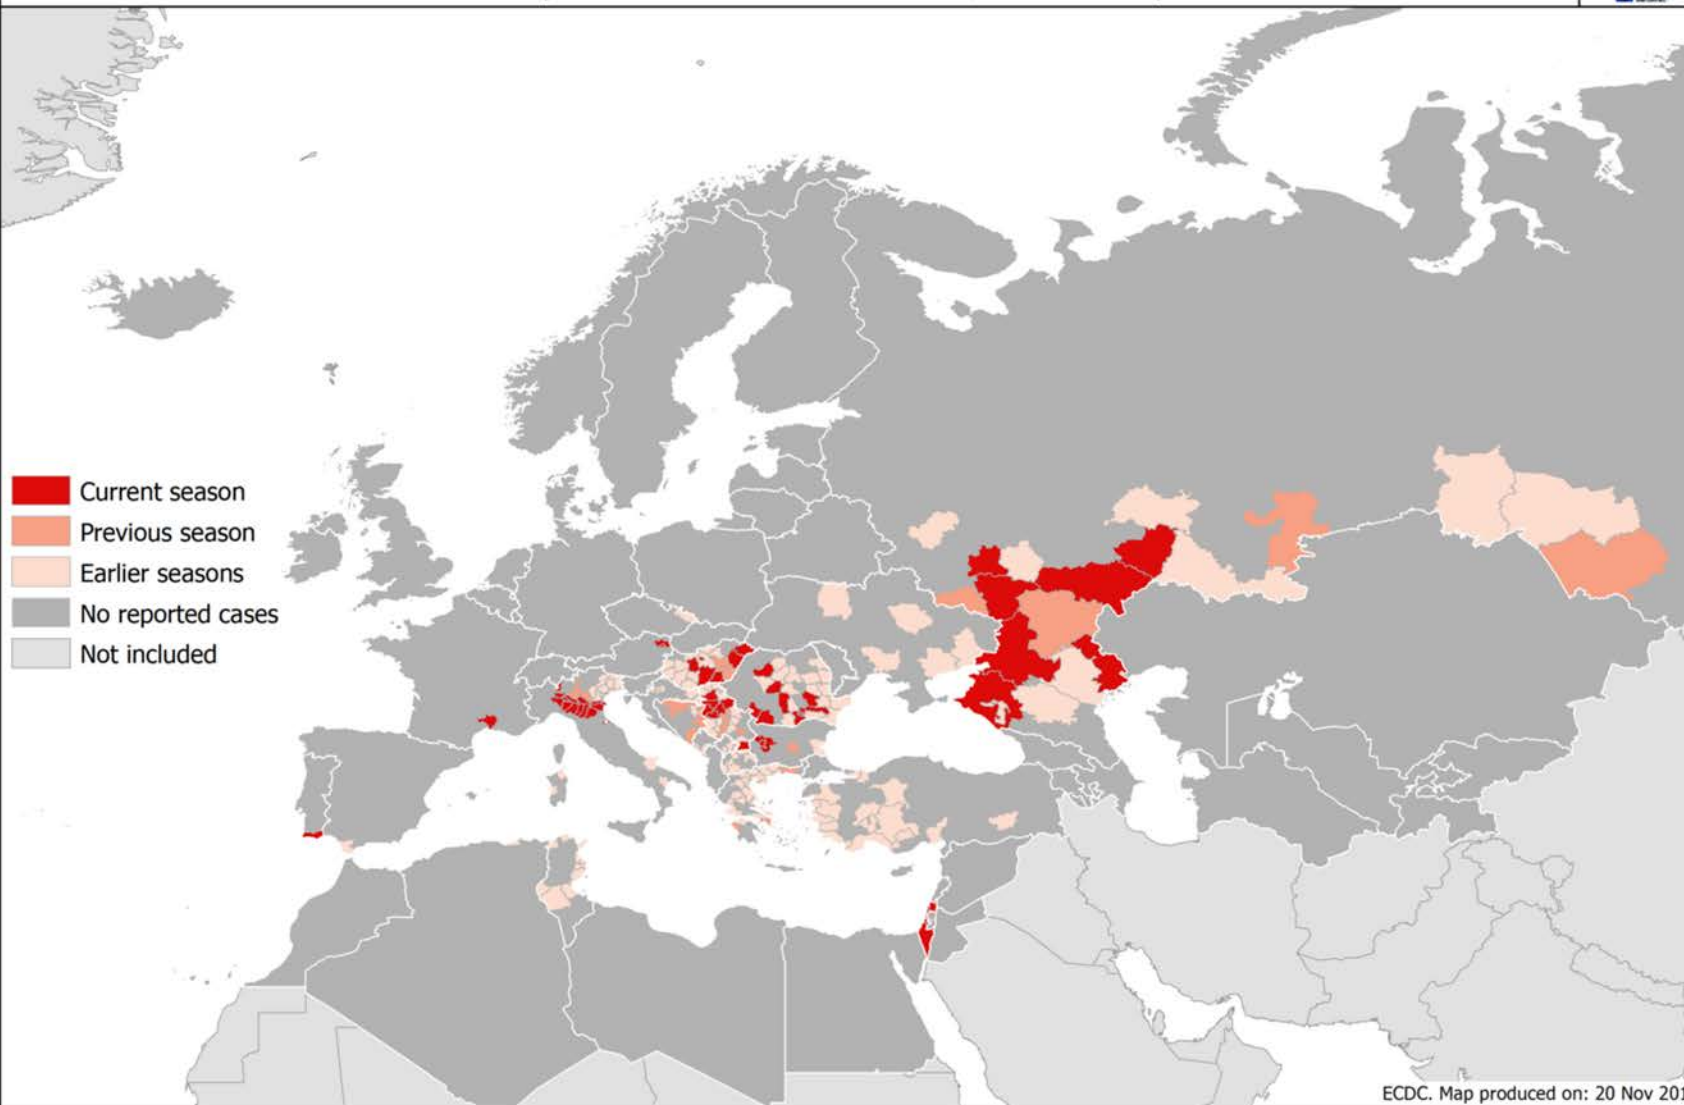 Current season
Previous season
Earlier seasons
No reported cases
Not included
ECDC. Map produced on: 20 Nov 201